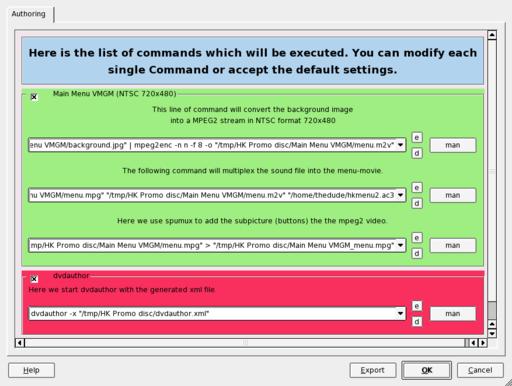 Authoring
Here is the list of commands which will be executed. You can modify each
single Command or accept the default settings.
Main Menu VMGM (NTSC 720x480)
This line of command will convert the background image
into a MPEG2 stream in NTSC format 720x480
enu VMGM/background.jpg" | mpeg2enc -n n -f 8 -o "/tmp/HK Promo disc/Main Menu VMGM/menu.m2v"
e
d
man
The following command will multiplex the sound file into the menu-movie.
nu VMGM/menu.mpg" "/tmp/HK Promo disc/Main Menu VMGM/menu.m2v" "/home/thedude/hkmenu2.ac3
e
d
man
Here we use spumux to add the subpicture (buttons) the the mpeg2 video.
mp/HK Promo disc/Main Menu VMGM/menu.mpg" > "/tmp/HK Promo disc/Main Menu VMGM_menu.mpg"
e
d
man
dvdauthor
Here we start dvdauthor with the generated xml file
dvdauthor -x "/tmp/HK Promo disc/dvdauthor.xml"
e
d
man
Help
Export
OK
Cancel